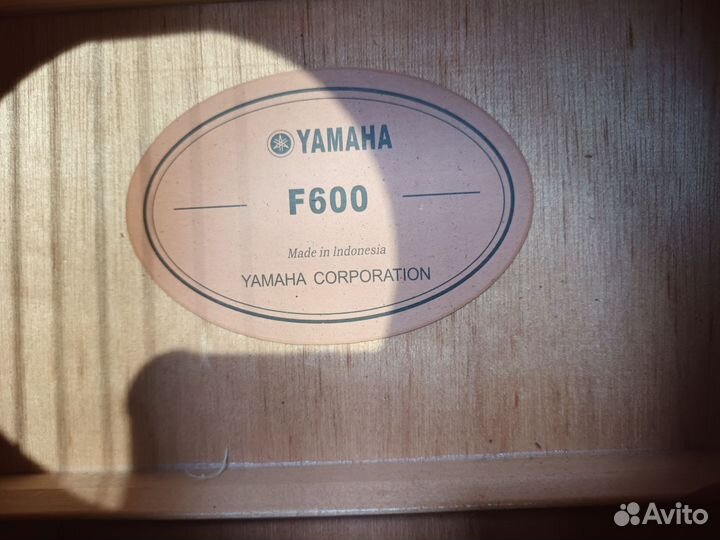 YAMAHA
F600
Made in Indonesia
YAMAHA CORPORATION
Avito